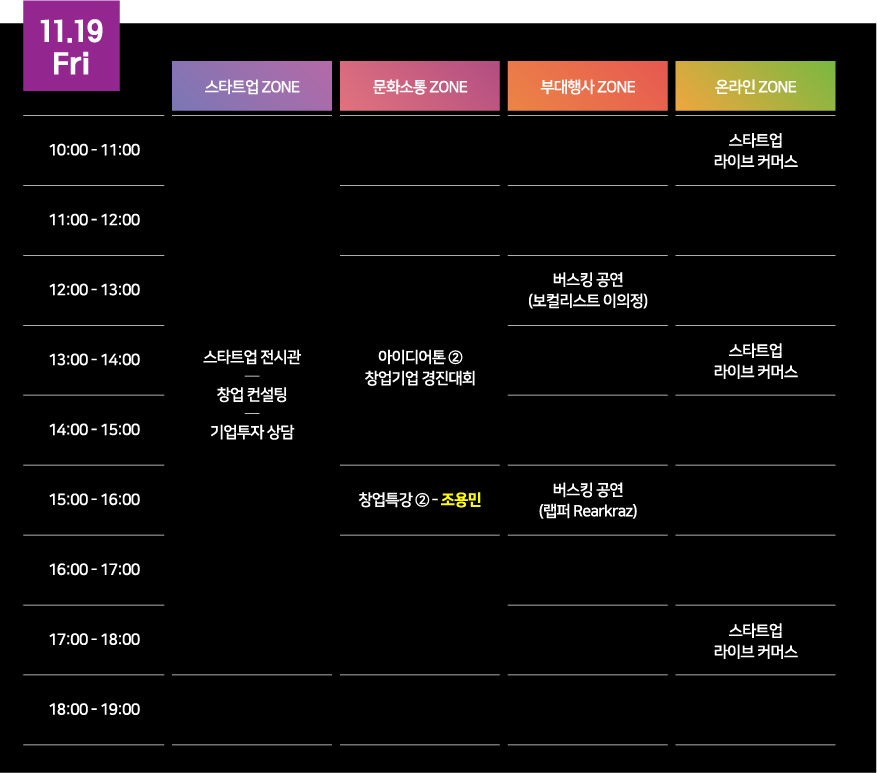 11.19
Fri
스타트업 ZONE
문화소통 ZONE
부대행사 ZONE
온라인 ZONE
10:00 - 11:00
스타트업
라이브 커머스
11:00 - 12:00
12:00 - 13:00
버스킹 공연
(보컬리스트 이의정)
13:00 - 14:00
스타트업 전시관
창업 컨설팅
기업투자 상담
아이디어톤 ②
창업기업 경진대회
스타트업
라이브 커머스
14:00 - 15:00
15:00 - 16:00
창업특강 ② - 조용민
버스킹 공연
(랩퍼 Rearkraz)
16:00 - 17:00
17:00 - 18:00
스타트업
라이브 커머스
18:00 - 19:00